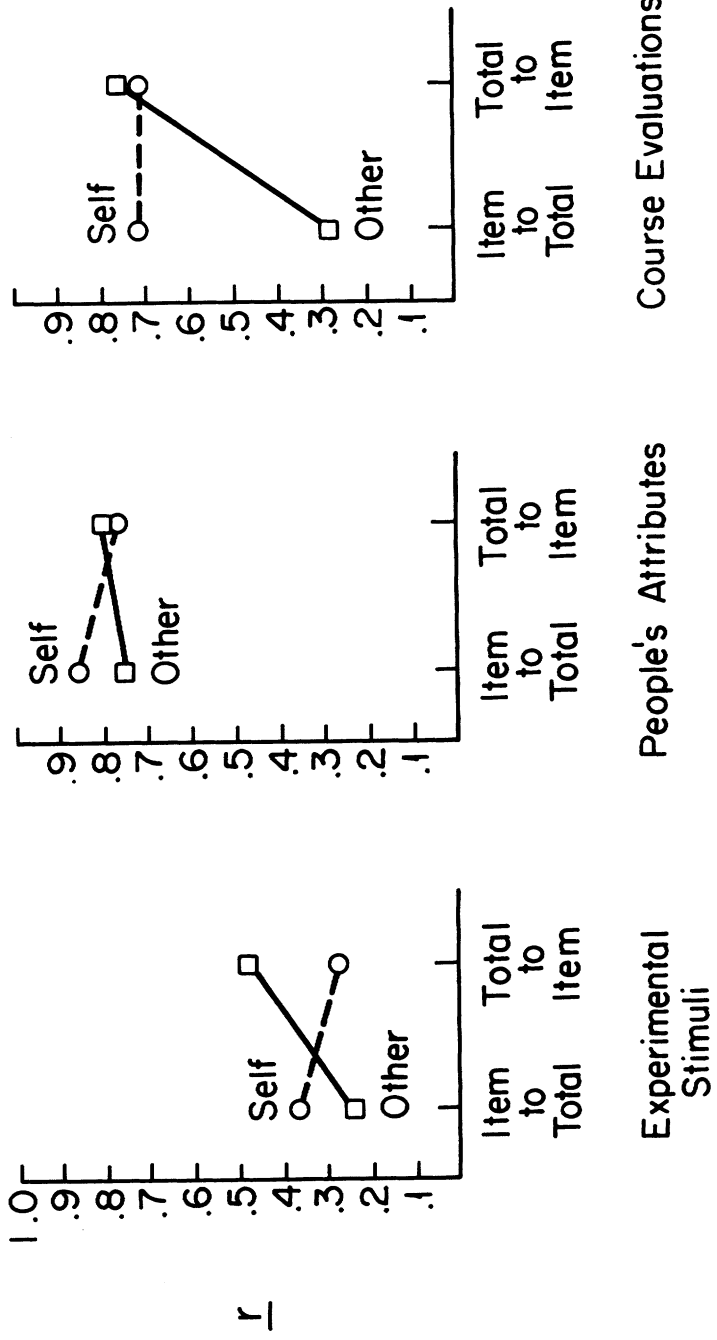 r
1.0
.9
.8
.7
.6
.5
.4
.3
.2
.1
Self
Other
Item
to
Total
Total
to
Item
Experimental
Stimuli
.9
.8
.7
.6
.5
.4
.3
.2
.1
Self
Other
Item
to
Total
Total
to
Item
People's Attributes
.9
.8
.7
.6
.5
.4
.3
.2
.1
Self
Other
Item
to
Total
Total
to
Item
Course Evaluations